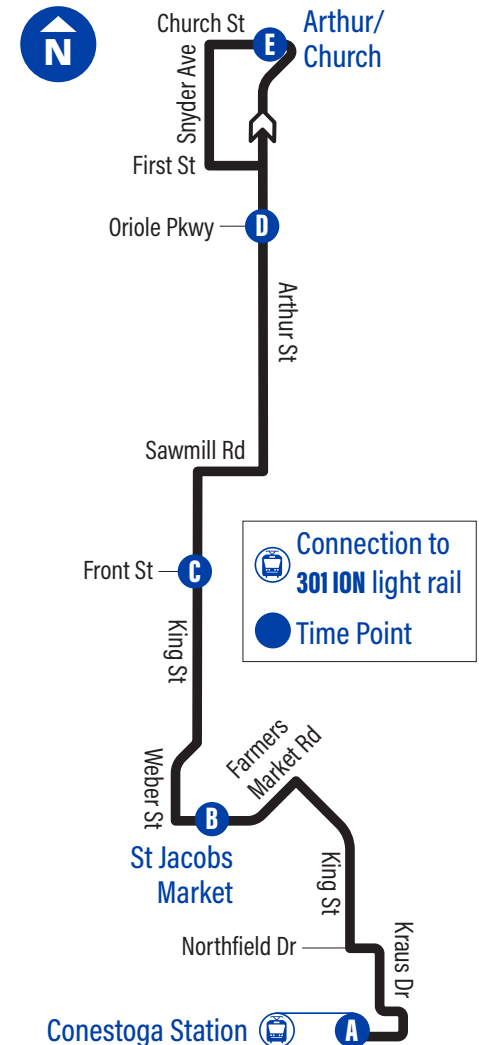 N
Church St
E
Arthur/
Church
Snyder Ave
First St
Oriole Pkwy
D
Arthur St
Sawmill Rd
Connection to
301 ION light rail
Time Point
Front St
C
King St
Farmers
Market Rd
Weber St
B
St Jacobs
Market
King St
Northfield Dr
Kraus Dr
Conestoga Station
A